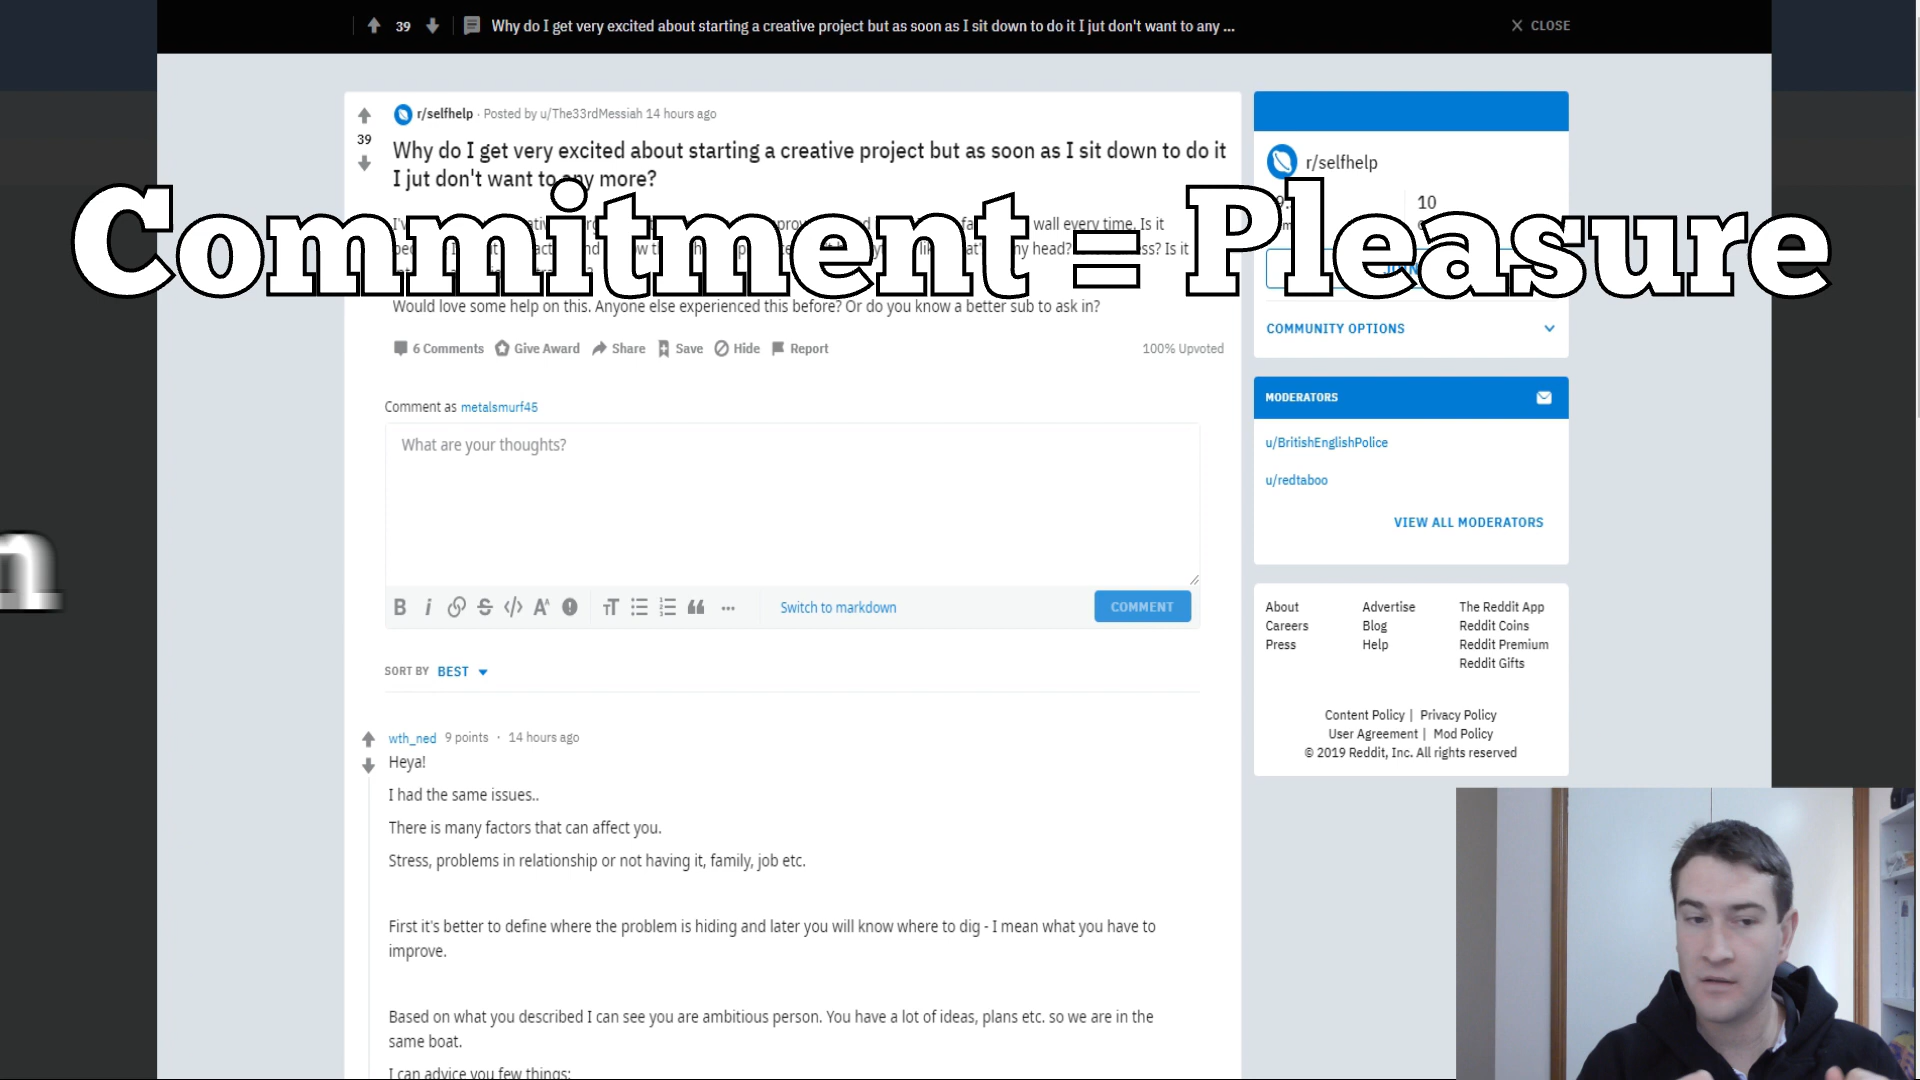 39
Why do I get very excited about starting a creative project but as soon as I sit down to do it I jut don't want to any ...
CLOSE
r/selfhelp · Posted by u/The33rdMessiah 14 hours ago
39
Why do I get very excited about starting a creative project but as soon as I sit down to do it
I jut don't want to any more?
Commitment = Pleasure
wall every time. Is it
Would love some help on this. Anyone else experienced this before? Or do you know a better sub to ask in?
6 Comments
Give Award
Share
Save
Hide
Report
100% Upvoted
Comment as metalsmurf45
What are your thoughts?
Switch to markdown
COMMENT
SORT BY BEST
wth_ned 9 points · 14 hours ago
Heya!
I had the same issues..
There is many factors that can affect you.
Stress, problems in relationship or not having it, family, job etc.
First it's better to define where the problem is hiding and later you will know where to dig - I mean what you have to
improve.
Based on what you described I can see you are ambitious person. You have a lot of ideas, plans etc. so we are in the
same boat.
I can advice you few things:
r/selfhelp
10
JOIN
COMMUNITY OPTIONS
MODERATORS
u/BritishEnglishPolice
u/redtaboo
VIEW ALL MODERATORS
About
Careers
Press
Advertise
Blog
Help
The Reddit App
Reddit Coins
Reddit Premium
Reddit Gifts
Content Policy | Privacy Policy
User Agreement | Mod Policy
© 2019 Reddit, Inc. All rights reserved
n